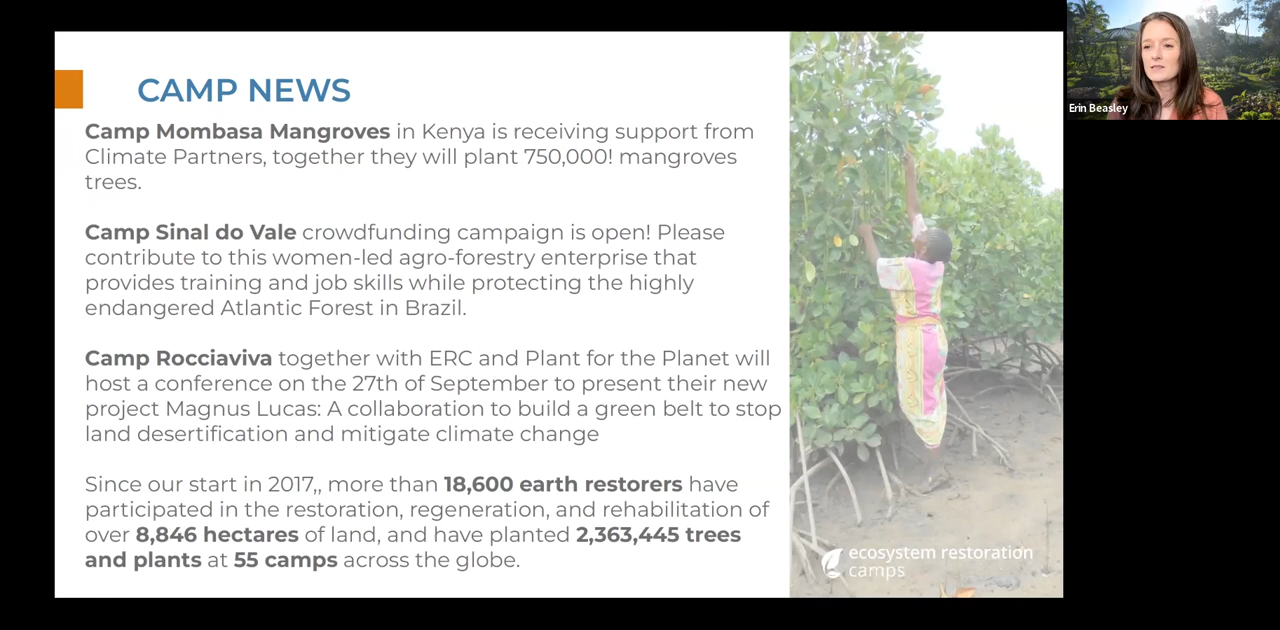 CAMP NEWS
Camp Mombasa Mangroves in Kenya is receiving support from
Climate Partners, together they will plant 750,000! mangroves
trees.
Camp Sinal do Vale crowdfunding campaign is open! Please
contribute to this women-led agro-forestry enterprise that
provides training and job skills while protecting the highly
endangered Atlantic Forest in Brazil.
Camp Rocciaviva together with ERC and Plant for the Planet will
host a conference on the 27th of September to present their new
project Magnus Lucas: A collaboration to build a green belt to stop
land desertification and mitigate climate change
Since our start in 2017,, more than 18,600 earth restorers have
participated in the restoration, regeneration, and rehabilitation of
over 8,846 hectares of land, and have planted 2,363,445 trees
and plants at 55 camps across the globe.
ecosystem restoration
camps
Erin Beasley